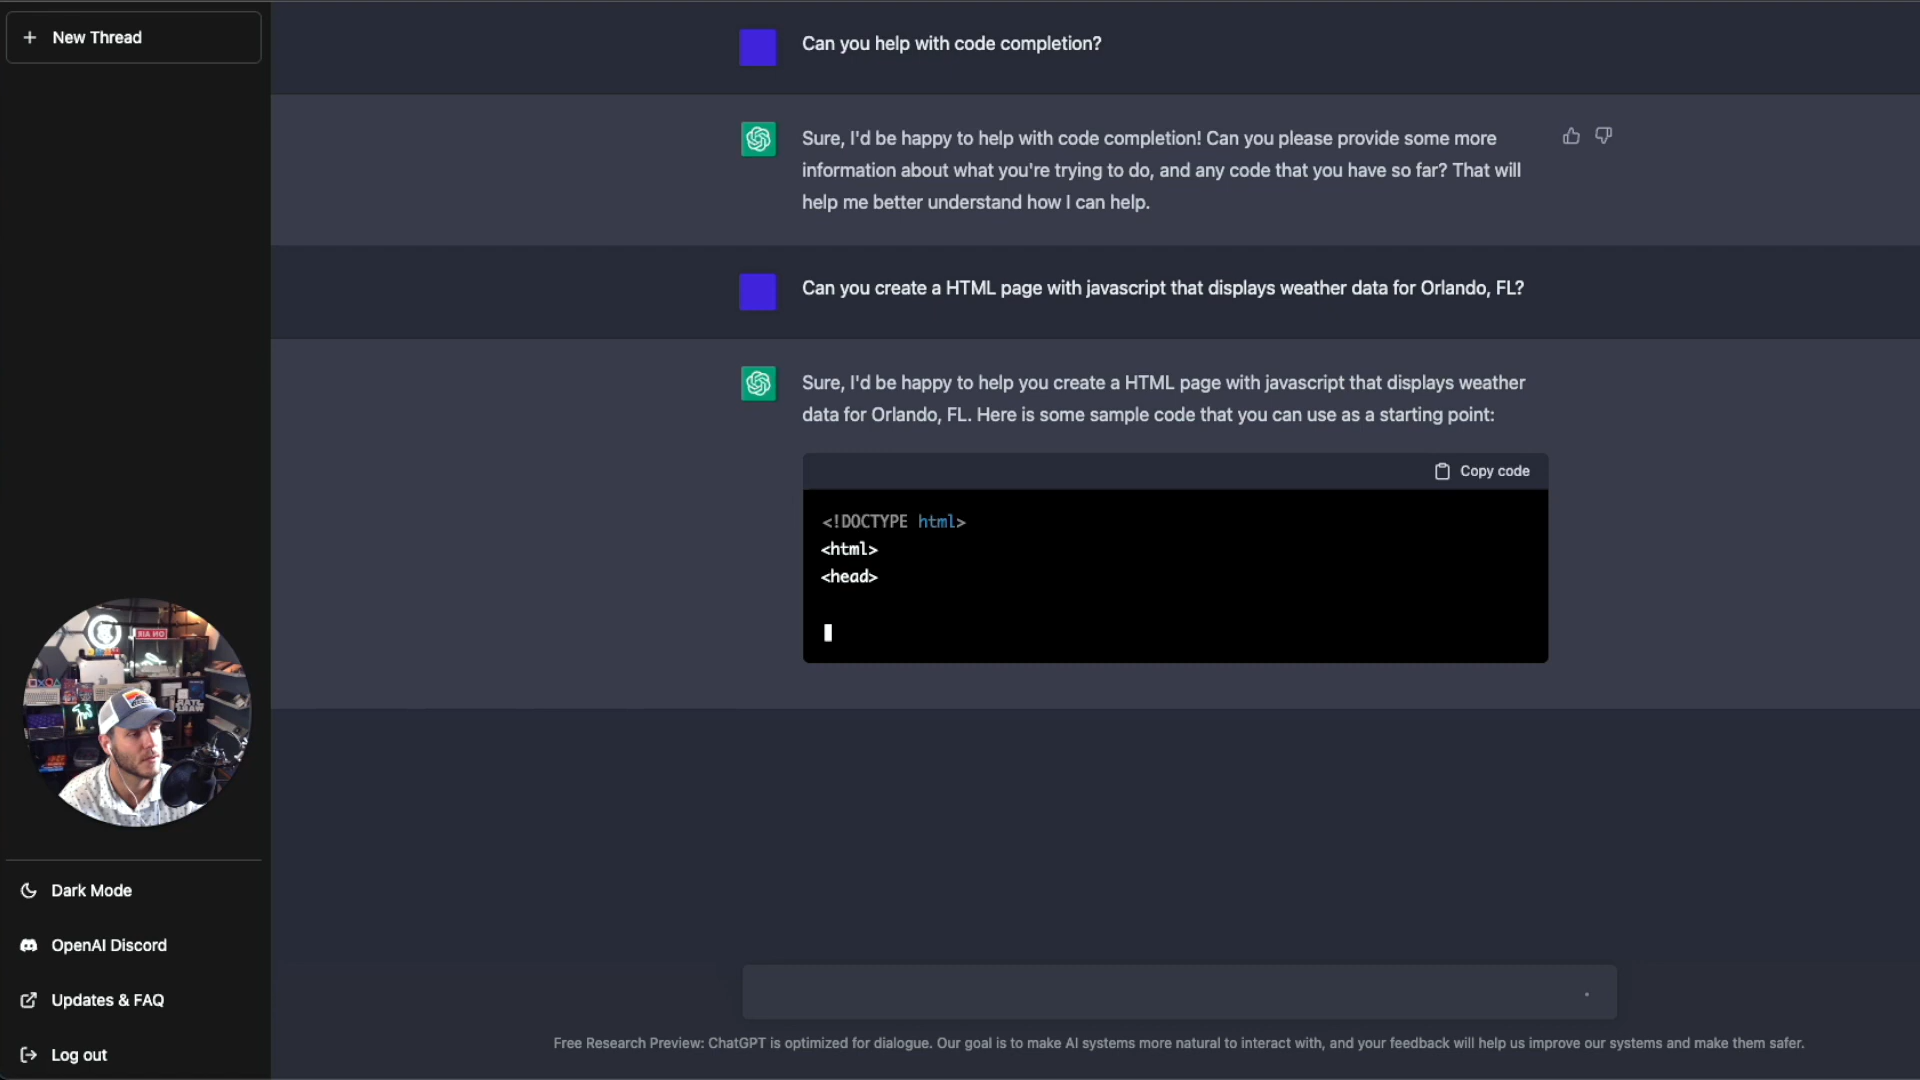 New Thread
Can you help with code completion?
Sure, I'd be happy to help with code completion! Can you please provide some more
information about what you're trying to do, and any code that you have so far? That will
help me better understand how I can help.
Can you create a HTML page with javascript that displays weather data for Orlando, FL?
Sure, I'd be happy to help you create a HTML page with javascript that displays weather
data for Orlando, FL. Here is some sample code that you can use as a starting point:
Copy code
<!DOCTYPE html>
<html>
<head>
Dark Mode
OpenAI Discord
Updates & FAQ
Log out
Free Research Preview: ChatGPT is optimized for dialogue. Our goal is to make AI systems more natural to interact with, and your feedback will help us improve our systems and make them safer.